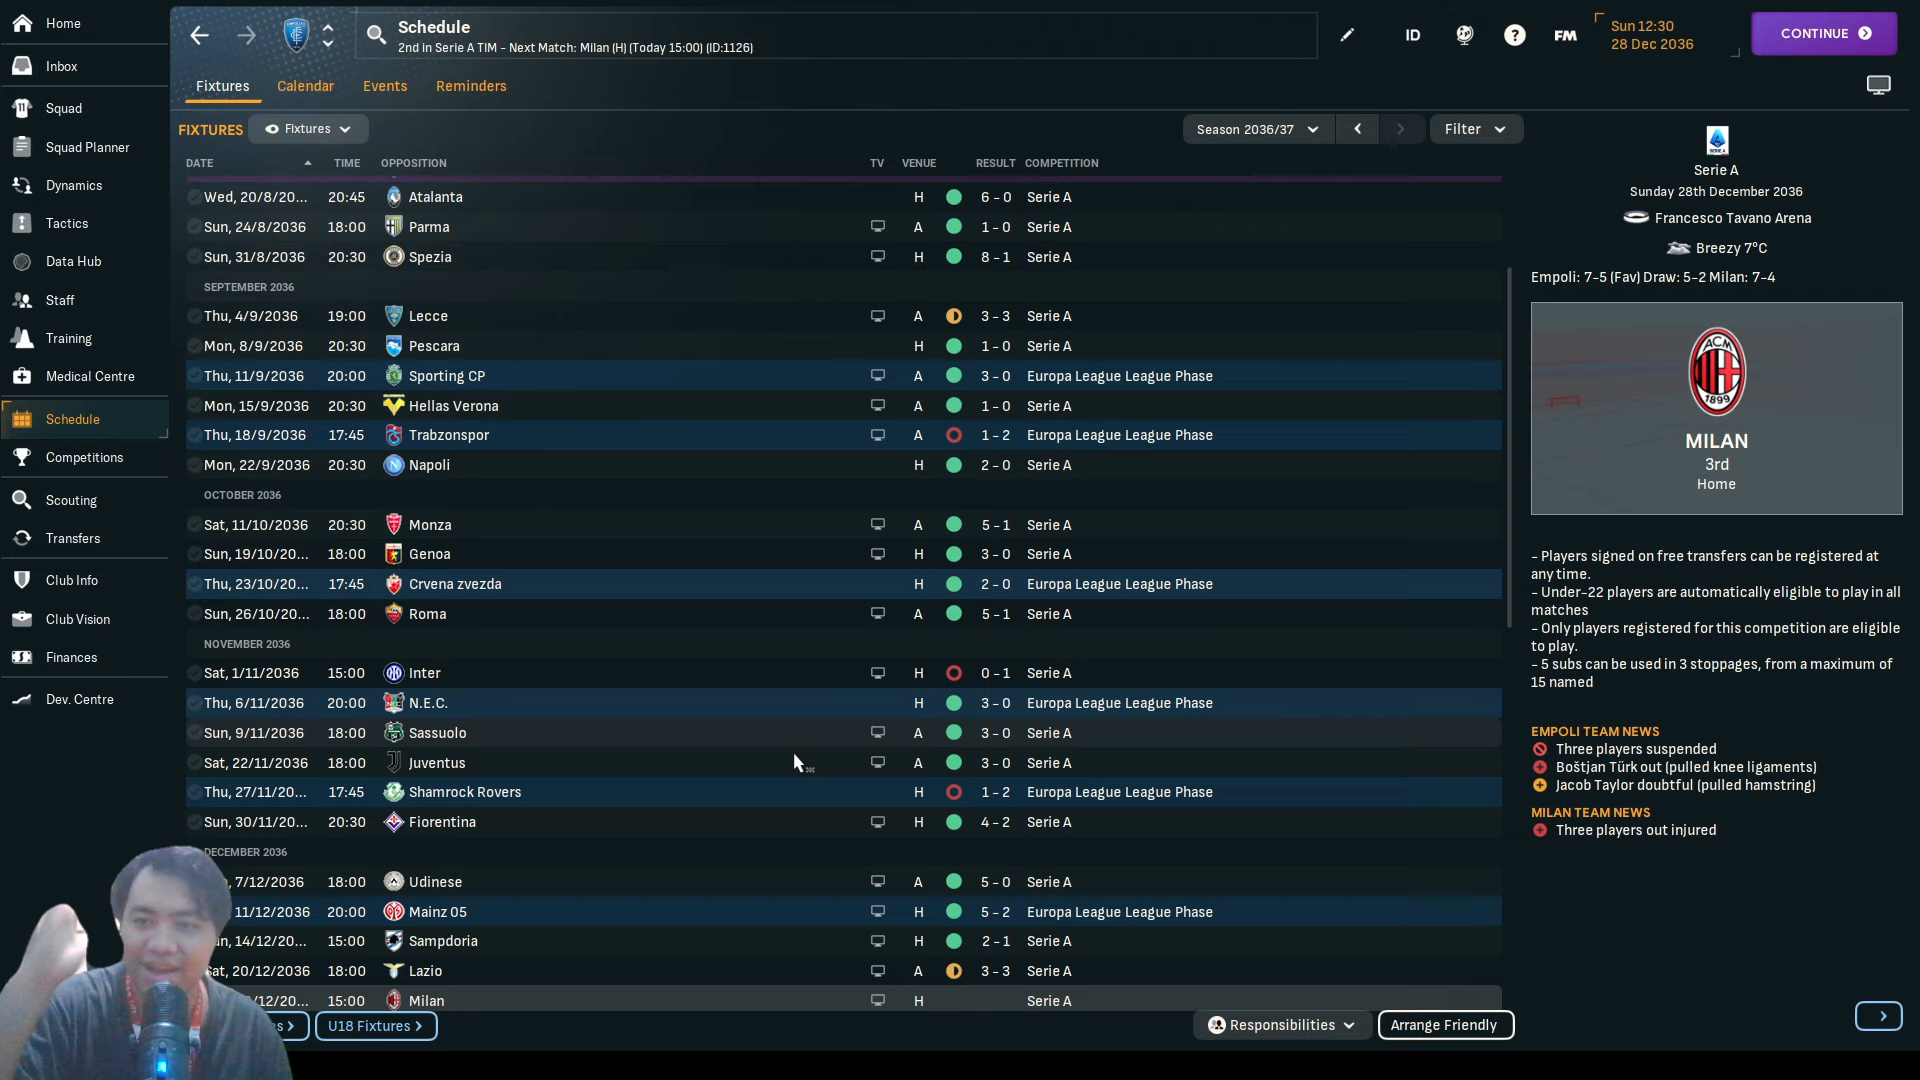 Home
Inbox
Squad
Squad Planner
Dynamics
Tactics
Data Hub
Staff
Training
Medical Centre
Schedule
Competitions
Scouting
Transfers
Club Info
Club Vision
Finances
Dev. Centre
Schedule
2nd in Serie A TIM - Next Match: Milan (H) (Today 15:00) (ID:1126)
ID
?
FM
Sun 12:30
28 Dec 2036
CONTINUE
Fixtures Calendar Events Reminders
FIXTURES Fixtures Season 2036/37 Filter
DATE TIME OPPOSITION TV VENUE RESULT COMPETITION
Wed, 20/8/20... 20:45 Atalanta H 6 - 0 Serie A
Sun, 24/8/2036 18:00 Parma A 1 - 0 Serie A
Sun, 31/8/2036 20:30 Spezia H 8 - 1 Serie A
SEPTEMBER 2036
Thu, 4/9/2036 19:00 Lecce A 3 - 3 Serie A
Mon, 8/9/2036 20:30 Pescara H 1 - 0 Serie A
Thu, 11/9/2036 20:00 Sporting CP A 3 - 0 Europa League League Phase
Mon, 15/9/2036 20:30 Hellas Verona A 1 - 0 Serie A
Thu, 18/9/2036 17:45 Trabzonspor A 1 - 2 Europa League League Phase
Mon, 22/9/2036 20:30 Napoli H 2 - 0 Serie A
OCTOBER 2036
Sat, 11/10/2036 20:30 Monza A 5 - 1 Serie A
Sun, 19/10/20... 18:00 Genoa H 3 - 0 Serie A
Thu, 23/10/20... 17:45 Crvena zvezda H 2 - 0 Europa League League Phase
Sun, 26/10/20... 18:00 Roma A 5 - 1 Serie A
NOVEMBER 2036
Sat, 1/11/2036 15:00 Inter H 0 - 1 Serie A
Thu, 6/11/2036 20:00 N.E.C. H 3 - 0 Europa League League Phase
Sun, 9/11/2036 18:00 Sassuolo A 3 - 0 Serie A
Sat, 22/11/2036 18:00 Juventus A 3 - 0 Serie A
Thu, 27/11/20... 17:45 Shamrock Rovers H 1 - 2 Europa League League Phase
Sun, 30/11/20... 20:30 Fiorentina H 4 - 2 Serie A
DECEMBER 2036
7/12/2036 18:00 Udinese A 5 - 0 Serie A
11/12/2036 20:00 Mainz 05 H 5 - 2 Europa League League Phase
14/12/20... 15:00 Sampdoria H 2 - 1 Serie A
Sat, 20/12/2036 18:00 Lazio A 3 - 3 Serie A
/12/20... 15:00 Milan H Serie A
U18 Fixtures Responsibilities Arrange Friendly
SERIE A
Serie A
Sunday 28th December 2036
Francesco Tavano Arena
Breezy 7°C
Empoli: 7-5 (Fav) Draw: 5-2 Milan: 7-4
ACM
1899
MILAN
3rd
Home
- Players signed on free transfers can be registered at
any time.
- Under-22 players are automatically eligible to play in all
matches
- Only players registered for this competition are eligible
to play.
- 5 subs can be used in 3 stoppages, from a maximum of
15 named
EMPOLI TEAM NEWS
Three players suspended
Boštjan Türk out (pulled knee ligaments)
Jacob Taylor doubtful (pulled hamstring)
MILAN TEAM NEWS
Three players out injured